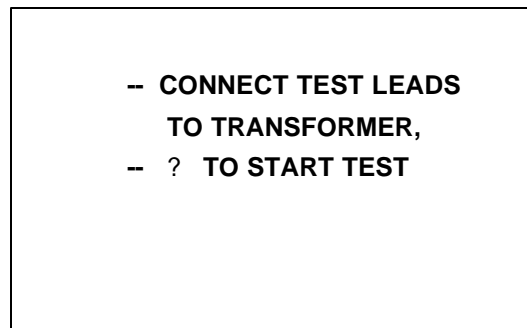 -- CONNECT TEST LEADS
TO TRANSFORMER,
-- ? TO START TEST